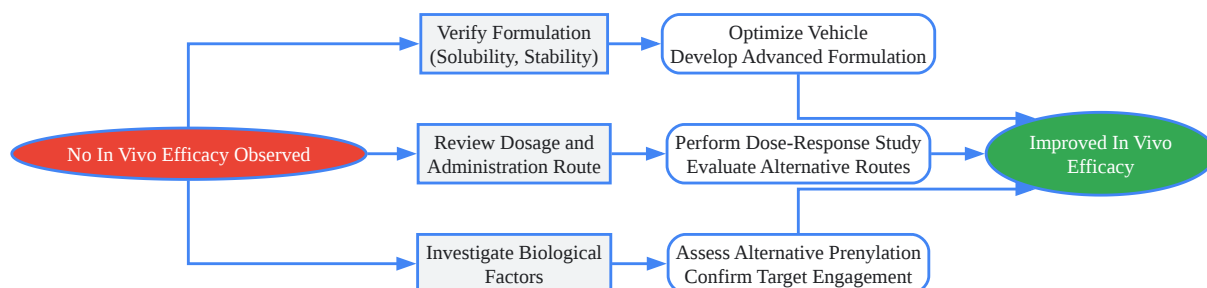 Verify Formulation
(Solubility, Stability)
Optimize Vehicle
Develop Advanced Formulation
No In Vivo Efficacy Observed
Review Dosage and
Administration Route
Perform Dose-Response Study
Evaluate Alternative Routes
Improved In Vivo
Efficacy
Investigate Biological
Factors
Assess Alternative Prenylation
Confirm Target Engagement